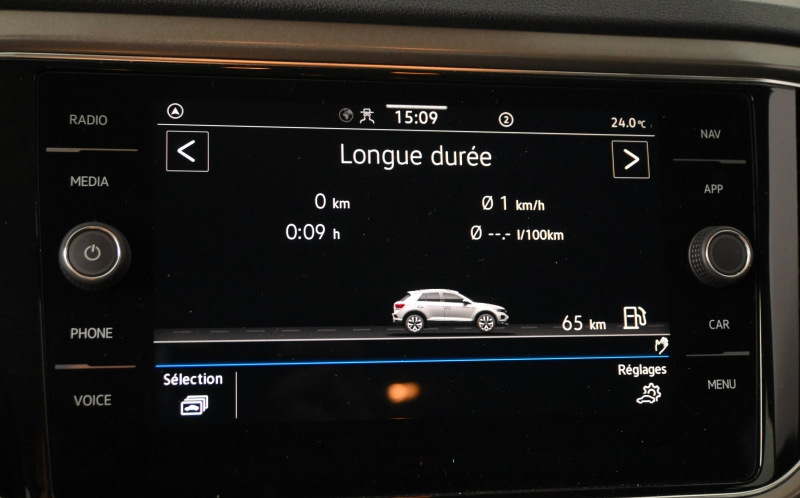 RADIO
MEDIA
PHONE
VOICE
15:09
2
24.0°C
Longue durée
0 km
Ø 1 km/h
0:09 h
Ø --.- l/100km
65 km
Sélection
Réglages
NAV
APP
CAR
MENU